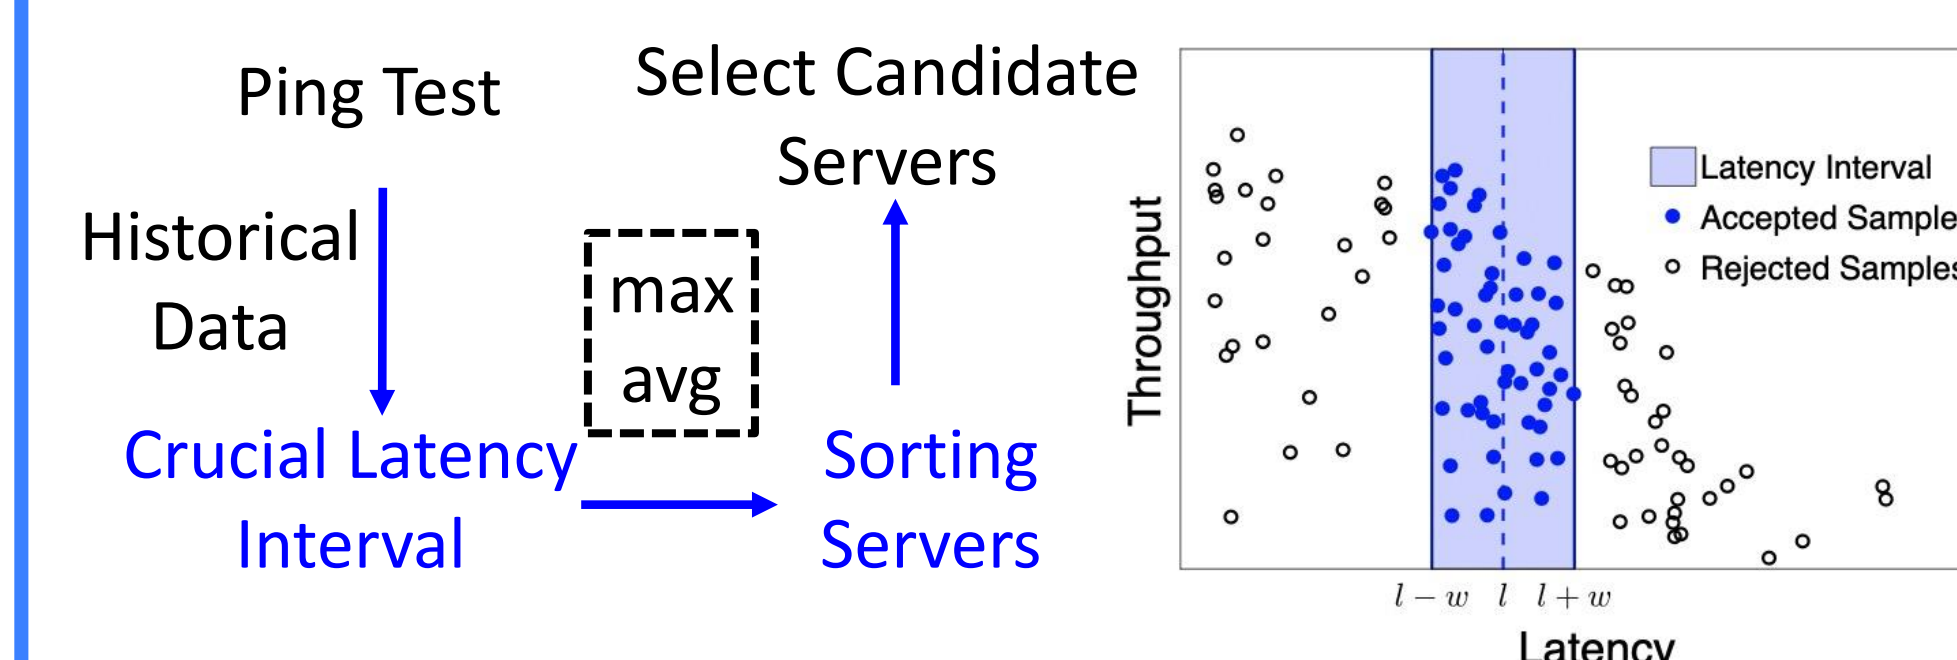 Ping Test
Historical
Data
Crucial Latency
Interval
max
avg
Sorting
Servers
Select Candidate
Servers
Throughput
Latency Interval
Accepted Sample
Rejected Samples
l − w
l
l + w
Latency